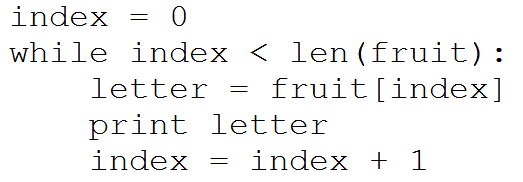 index = 0
while index < len(fruit):
    letter = fruit[index]
    print letter
    index = index + 1